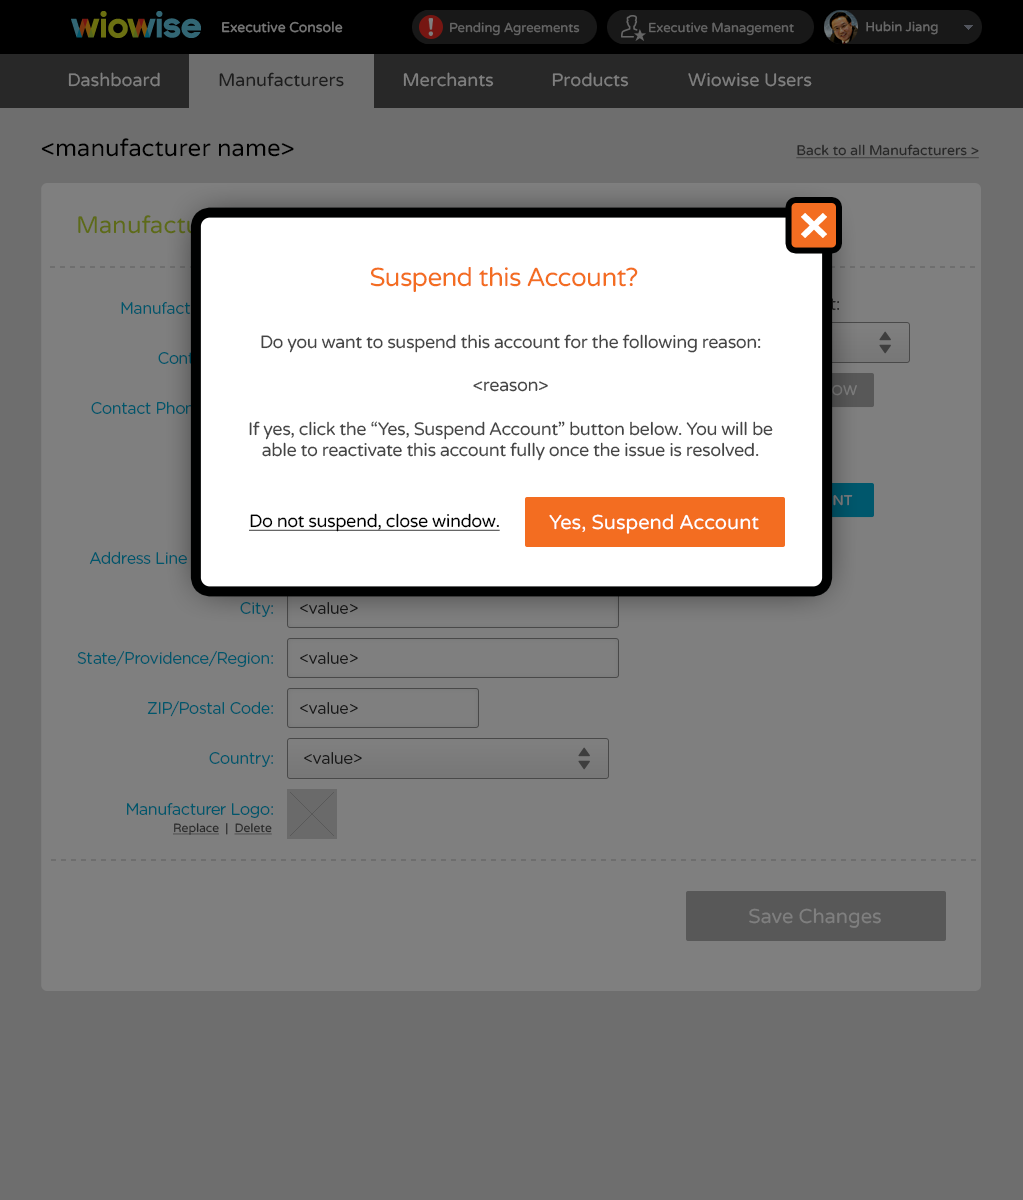 wiowise Executive Console Pending Agreements Executive Management Hubin Jiang
Dashboard Manufacturers Merchants Products Wiowise Users
<manufacturer name>
Back to all Manufacturers >
Suspend this Account?
Do you want to suspend this account for the following reason:
<reason>
If yes, click the “Yes, Suspend Account” button below. You will be
able to reactivate this account fully once the issue is resolved.
Do not suspend, close window.
Yes, Suspend Account
Contact
Address Line
City: <value>
State/Providence/Region: <value>
ZIP/Postal Code: <value>
Country: <value>
Manufacturer Logo:
Replace | Delete
Save Changes